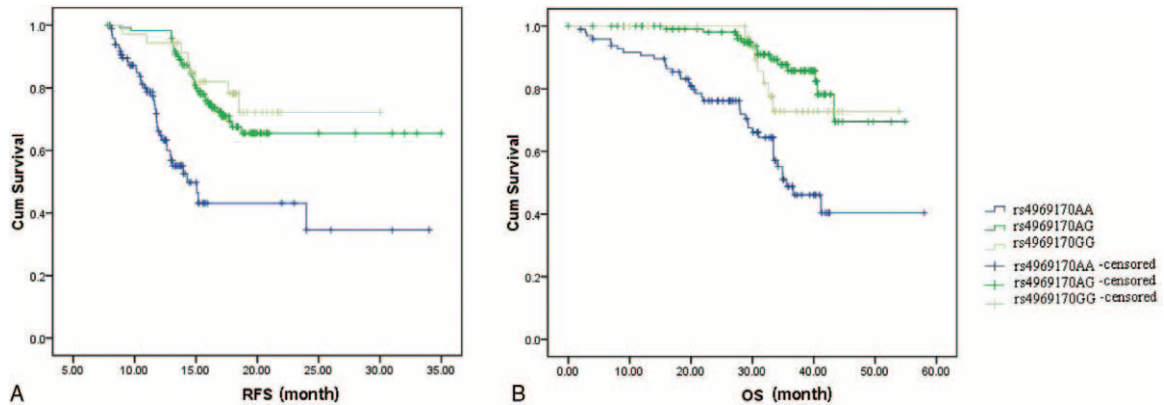 1.0
0.8
0.6
0.4
0.2
0.0
Cum Survival
5.00 10.00 15.00 20.00 25.00 30.00 35.00
A RFS (month)
1.0
0.8
0.6
0.4
0.2
0.0
Cum Survival
0.00 10.00 20.00 30.00 40.00 50.00 60.00
B OS (month)
rs4969170AA
rs4969170AG
rs4969170GG
rs4969170AA -censored
rs4969170AG -censored
rs4969170GG -censored